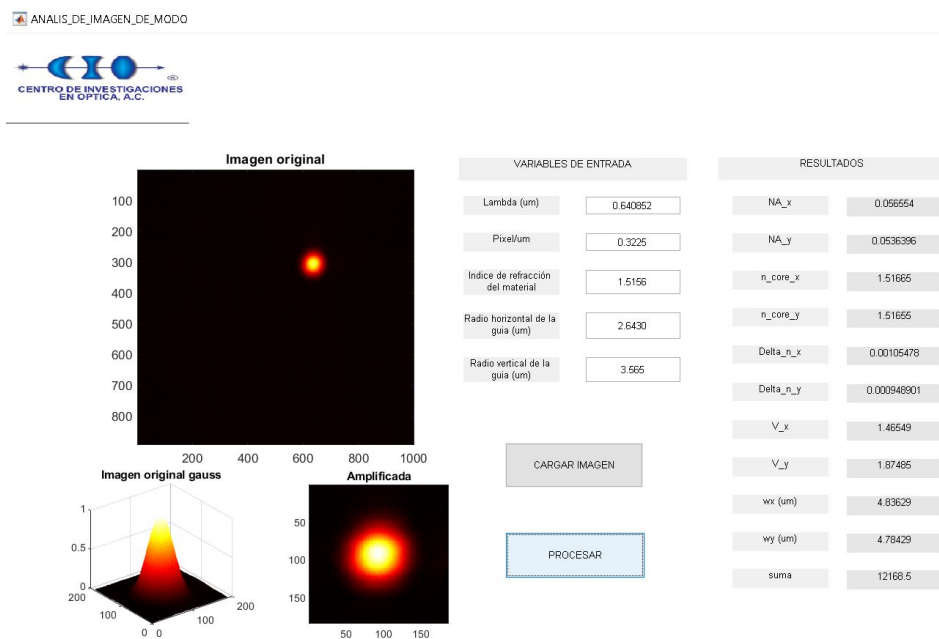 ANALIS_DE_IMAGEN_DE_MODO
CIO
®
CENTRO DE INVESTIGACIONES
EN OPTICA, A.C.
Imagen original
100
200
300
400
500
600
700
800
200 400 600 800 1000
Imagen original gauss
1
0.5
0
200
100
0 0
100
200
Amplificada
50
100
150
50 100 150
VARIABLES DE ENTRADA
Lambda (um) 0.640852
Pixel/um 0.3225
Indice de refracción
del material 1.5156
Radio horizontal de la
guia (um) 2.6430
Radio vertical de la
guia (um) 3.565
CARGAR IMAGEN
PROCESAR
RESULTADOS
NA_x 0.056554
NA_y 0.0536396
n_core_x 1.51665
n_core_y 1.51655
Delta_n_x 0.00105478
Delta_n_y 0.000948901
V_x 1.46549
V_y 1.87485
wx (um) 4.83629
wy (um) 4.78429
suma 12168.5